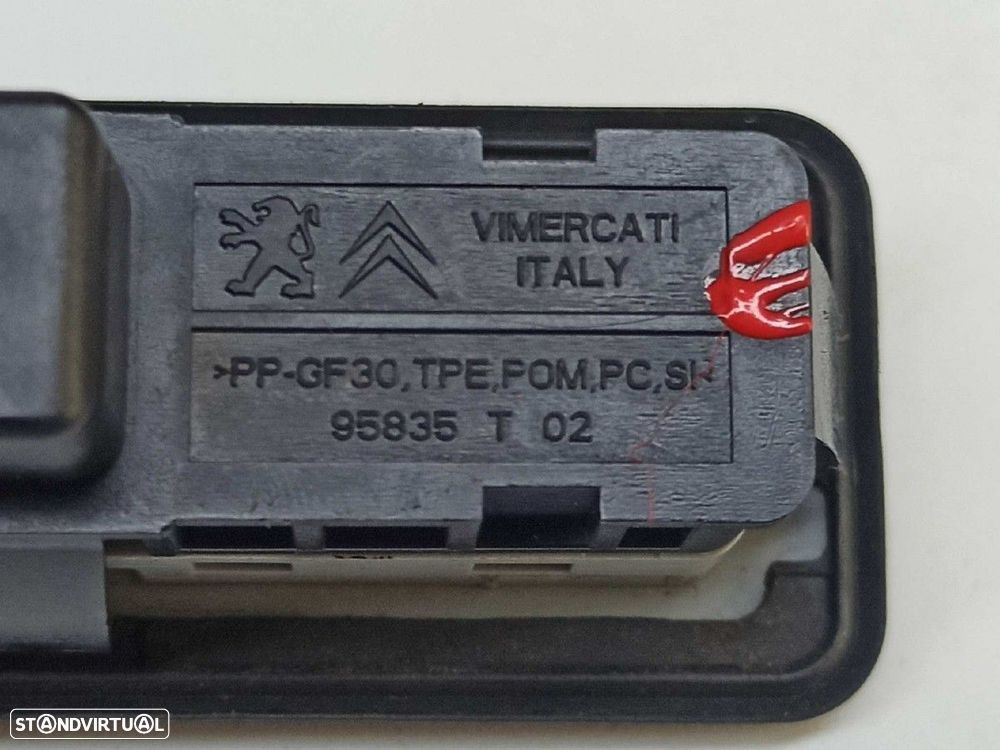 VIMERCATI
ITALY
>PP-GF30,TPE,POM,PC,SI<
95835 T 02
STANDVIRTUAL